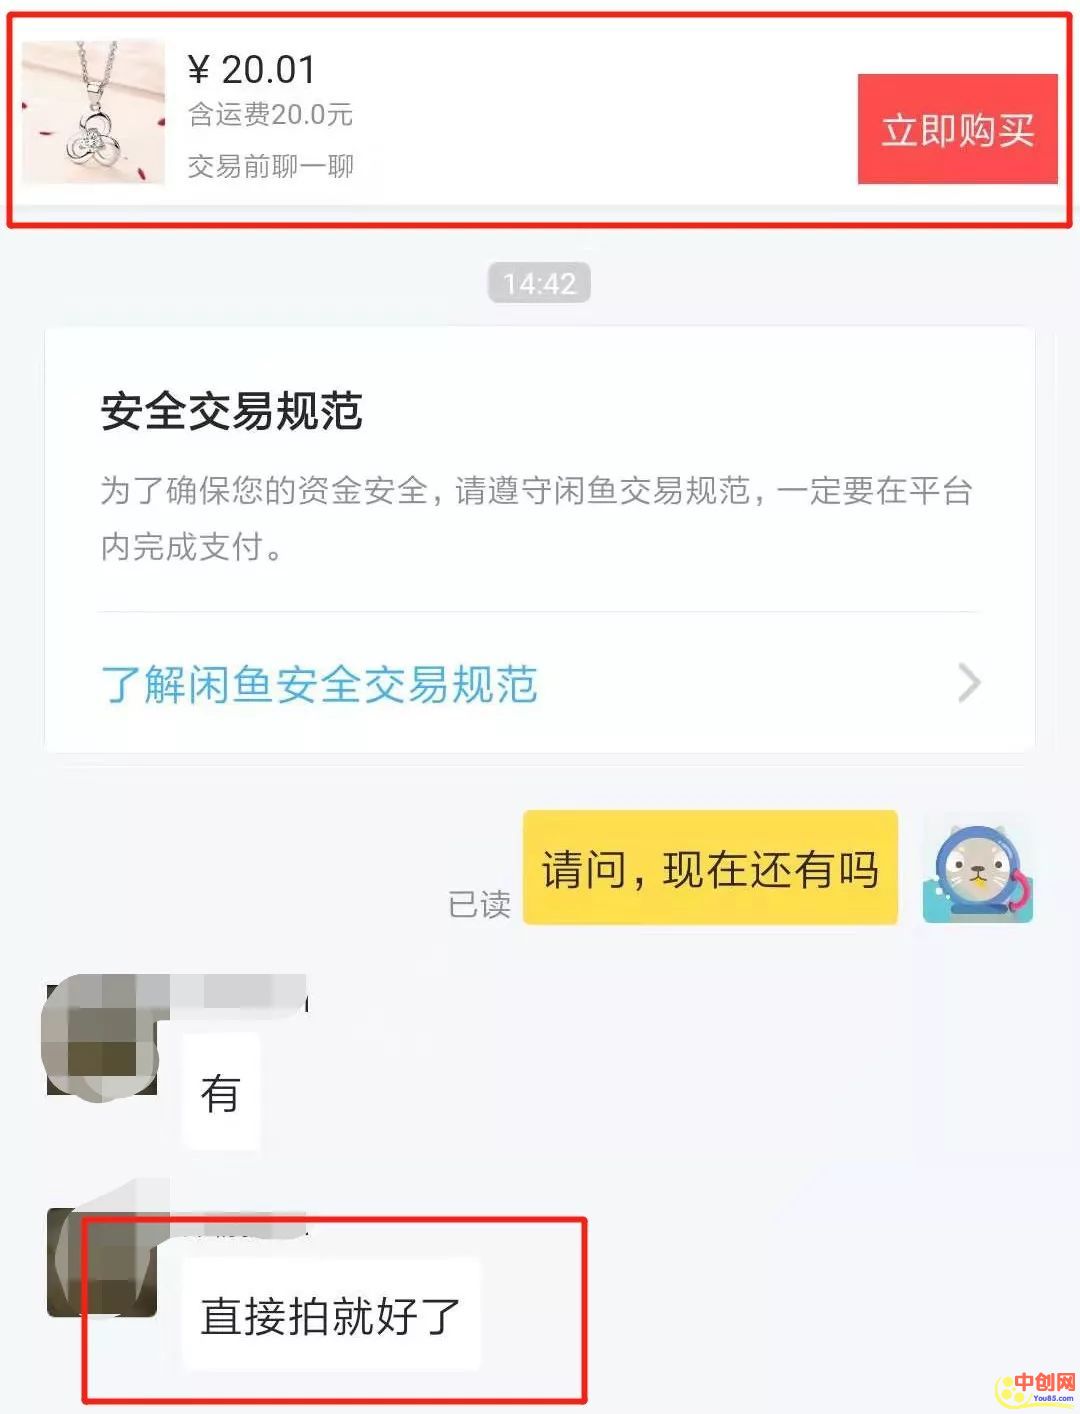 ¥ 20.01
含运费20.0元
交易前聊一聊
立即购买
14:42
安全交易规范
为了确保您的资金安全，请遵守闲鱼交易规范，一定要在平台
内完成支付。
了解闲鱼安全交易规范
请问，现在还有吗
已读
有
直接拍就好了
中创网
You85.com